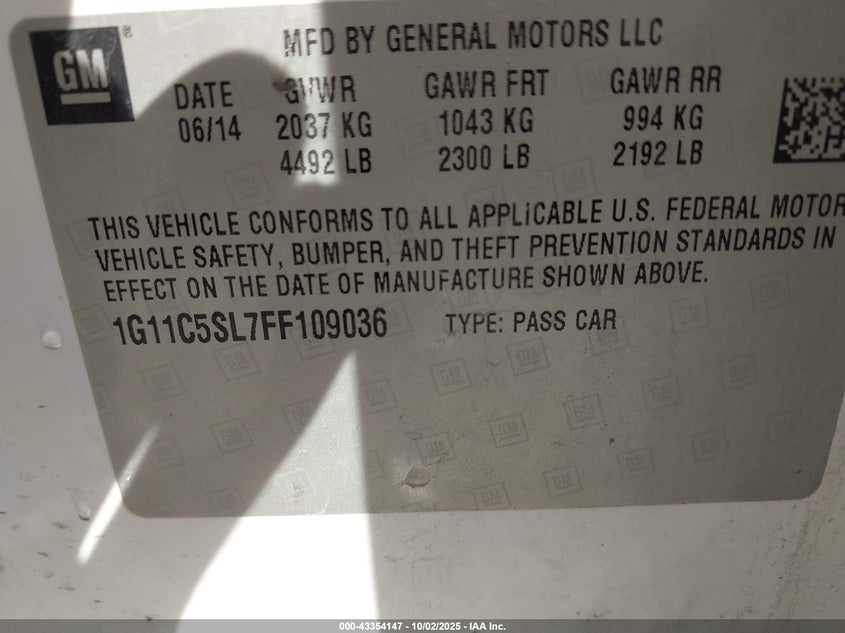 GM
MFD BY GENERAL MOTORS LLC
DATE GVWR GAWR FRT GAWR RR
06/14 2037 KG 1043 KG 994 KG
4492 LB 2300 LB 2192 LB
THIS VEHICLE CONFORMS TO ALL APPLICABLE U.S. FEDERAL MOTOR
VEHICLE SAFETY, BUMPER, AND THEFT PREVENTION STANDARDS IN
EFFECT ON THE DATE OF MANUFACTURE SHOWN ABOVE.
1G11C5SL7FF109036 TYPE: PASS CAR
000-43354147 - 10/02/2025 - IAA Inc.